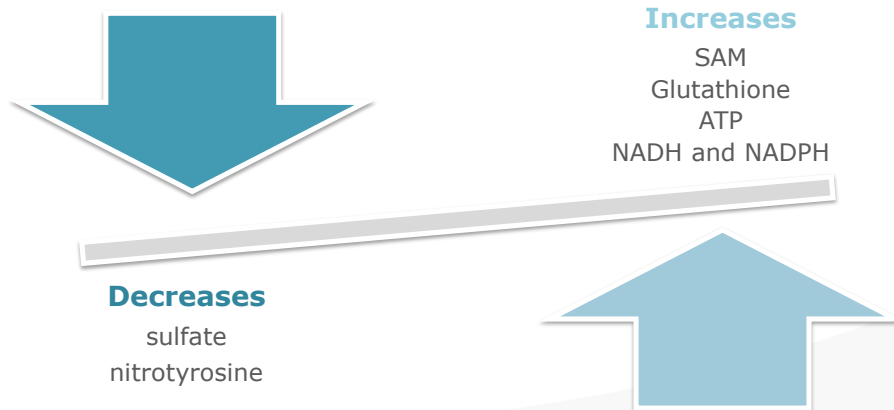 Increases
SAM
Glutathione
ATP
NADH and NADPH
Decreases
sulfate
nitrotyrosine